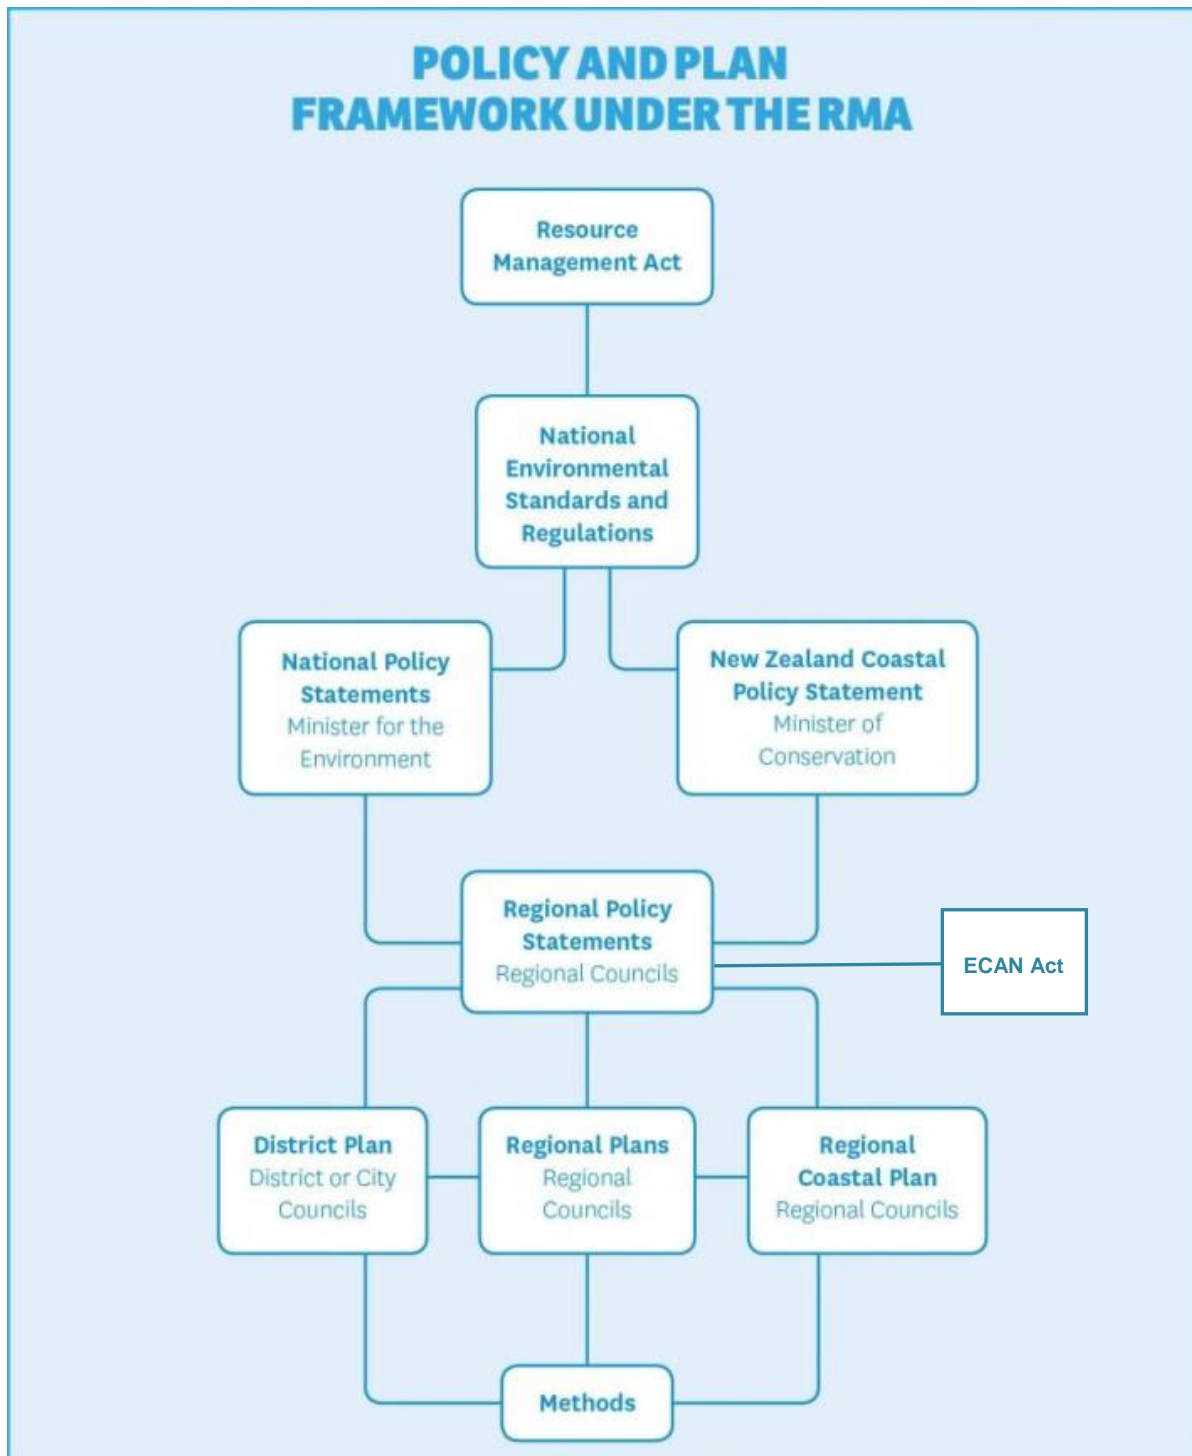 POLICY AND PLAN
FRAMEWORK UNDER THE RMA
Resource
Management Act
National
Environmental
Standards and
Regulations
National Policy
Statements
Minister for the
Environment
New Zealand Coastal
Policy Statement
Minister of
Conservation
Regional Policy
Statements
Regional Councils
ECAN Act
District Plan
District or City
Councils
Regional Plans
Regional
Councils
Regional
Coastal Plan
Regional Councils
Methods